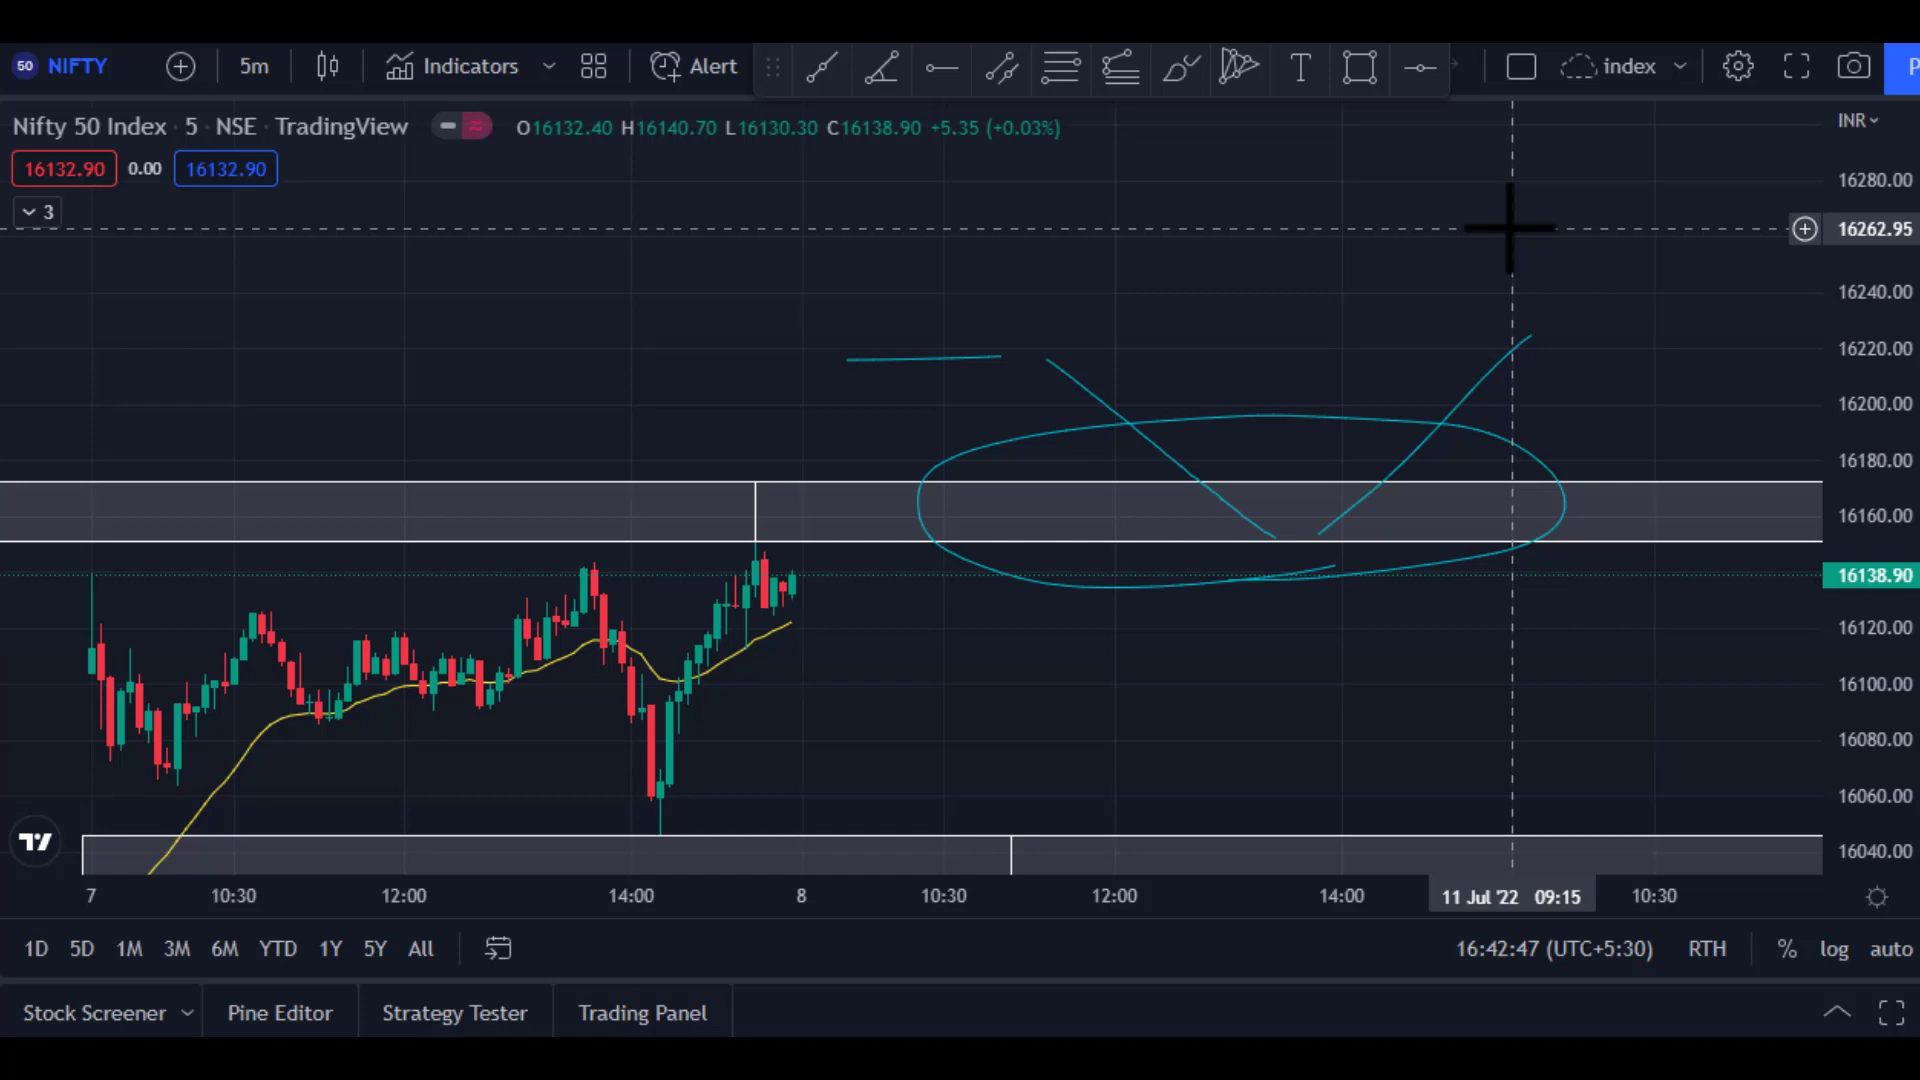 50 NIFTY 5m Indicators Alert T index P
Nifty 50 Index · 5 · NSE TradingView O16132.40 H16140.70 L16130.30 C16138.90 +5.35 (+0.03%) INR
16132.90 0.00 16132.90
16280.00
3
16262.95
16240.00
16220.00
16200.00
16180.00
16160.00
16138.90
16120.00
16100.00
16080.00
16060.00
16040.00
7 10:30 12:00 14:00 8 10:30 12:00 14:00 11 Jul '22 09:15 10:30
1D 5D 1M 3M 6M YTD 1Y 5Y All 16:42:47 (UTC+5:30) RTH % log auto
Stock Screener Pine Editor Strategy Tester Trading Panel